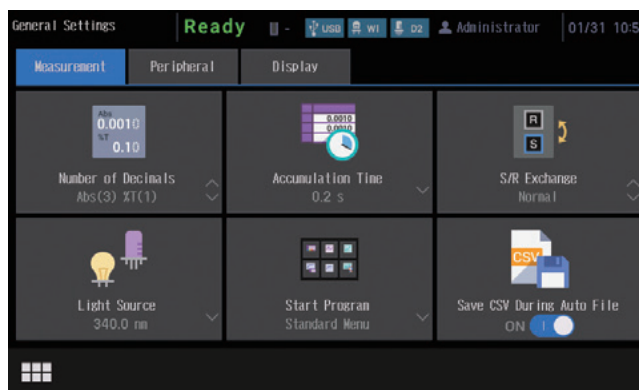 General Settings Ready - USB WI D2 Administrator 01/31 10:5
Measurement Peripheral Display
Abs
0.0010
%T
0.10
Number of Decimals
Abs(3) %T(1)
0.0010
0.0010
Accumulation Time
0.2 s
R
S
S/R Exchange
Normal
Light Source
340.0 nm
Start Program
Standard Menu
CSV
Save CSV During Auto File
ON